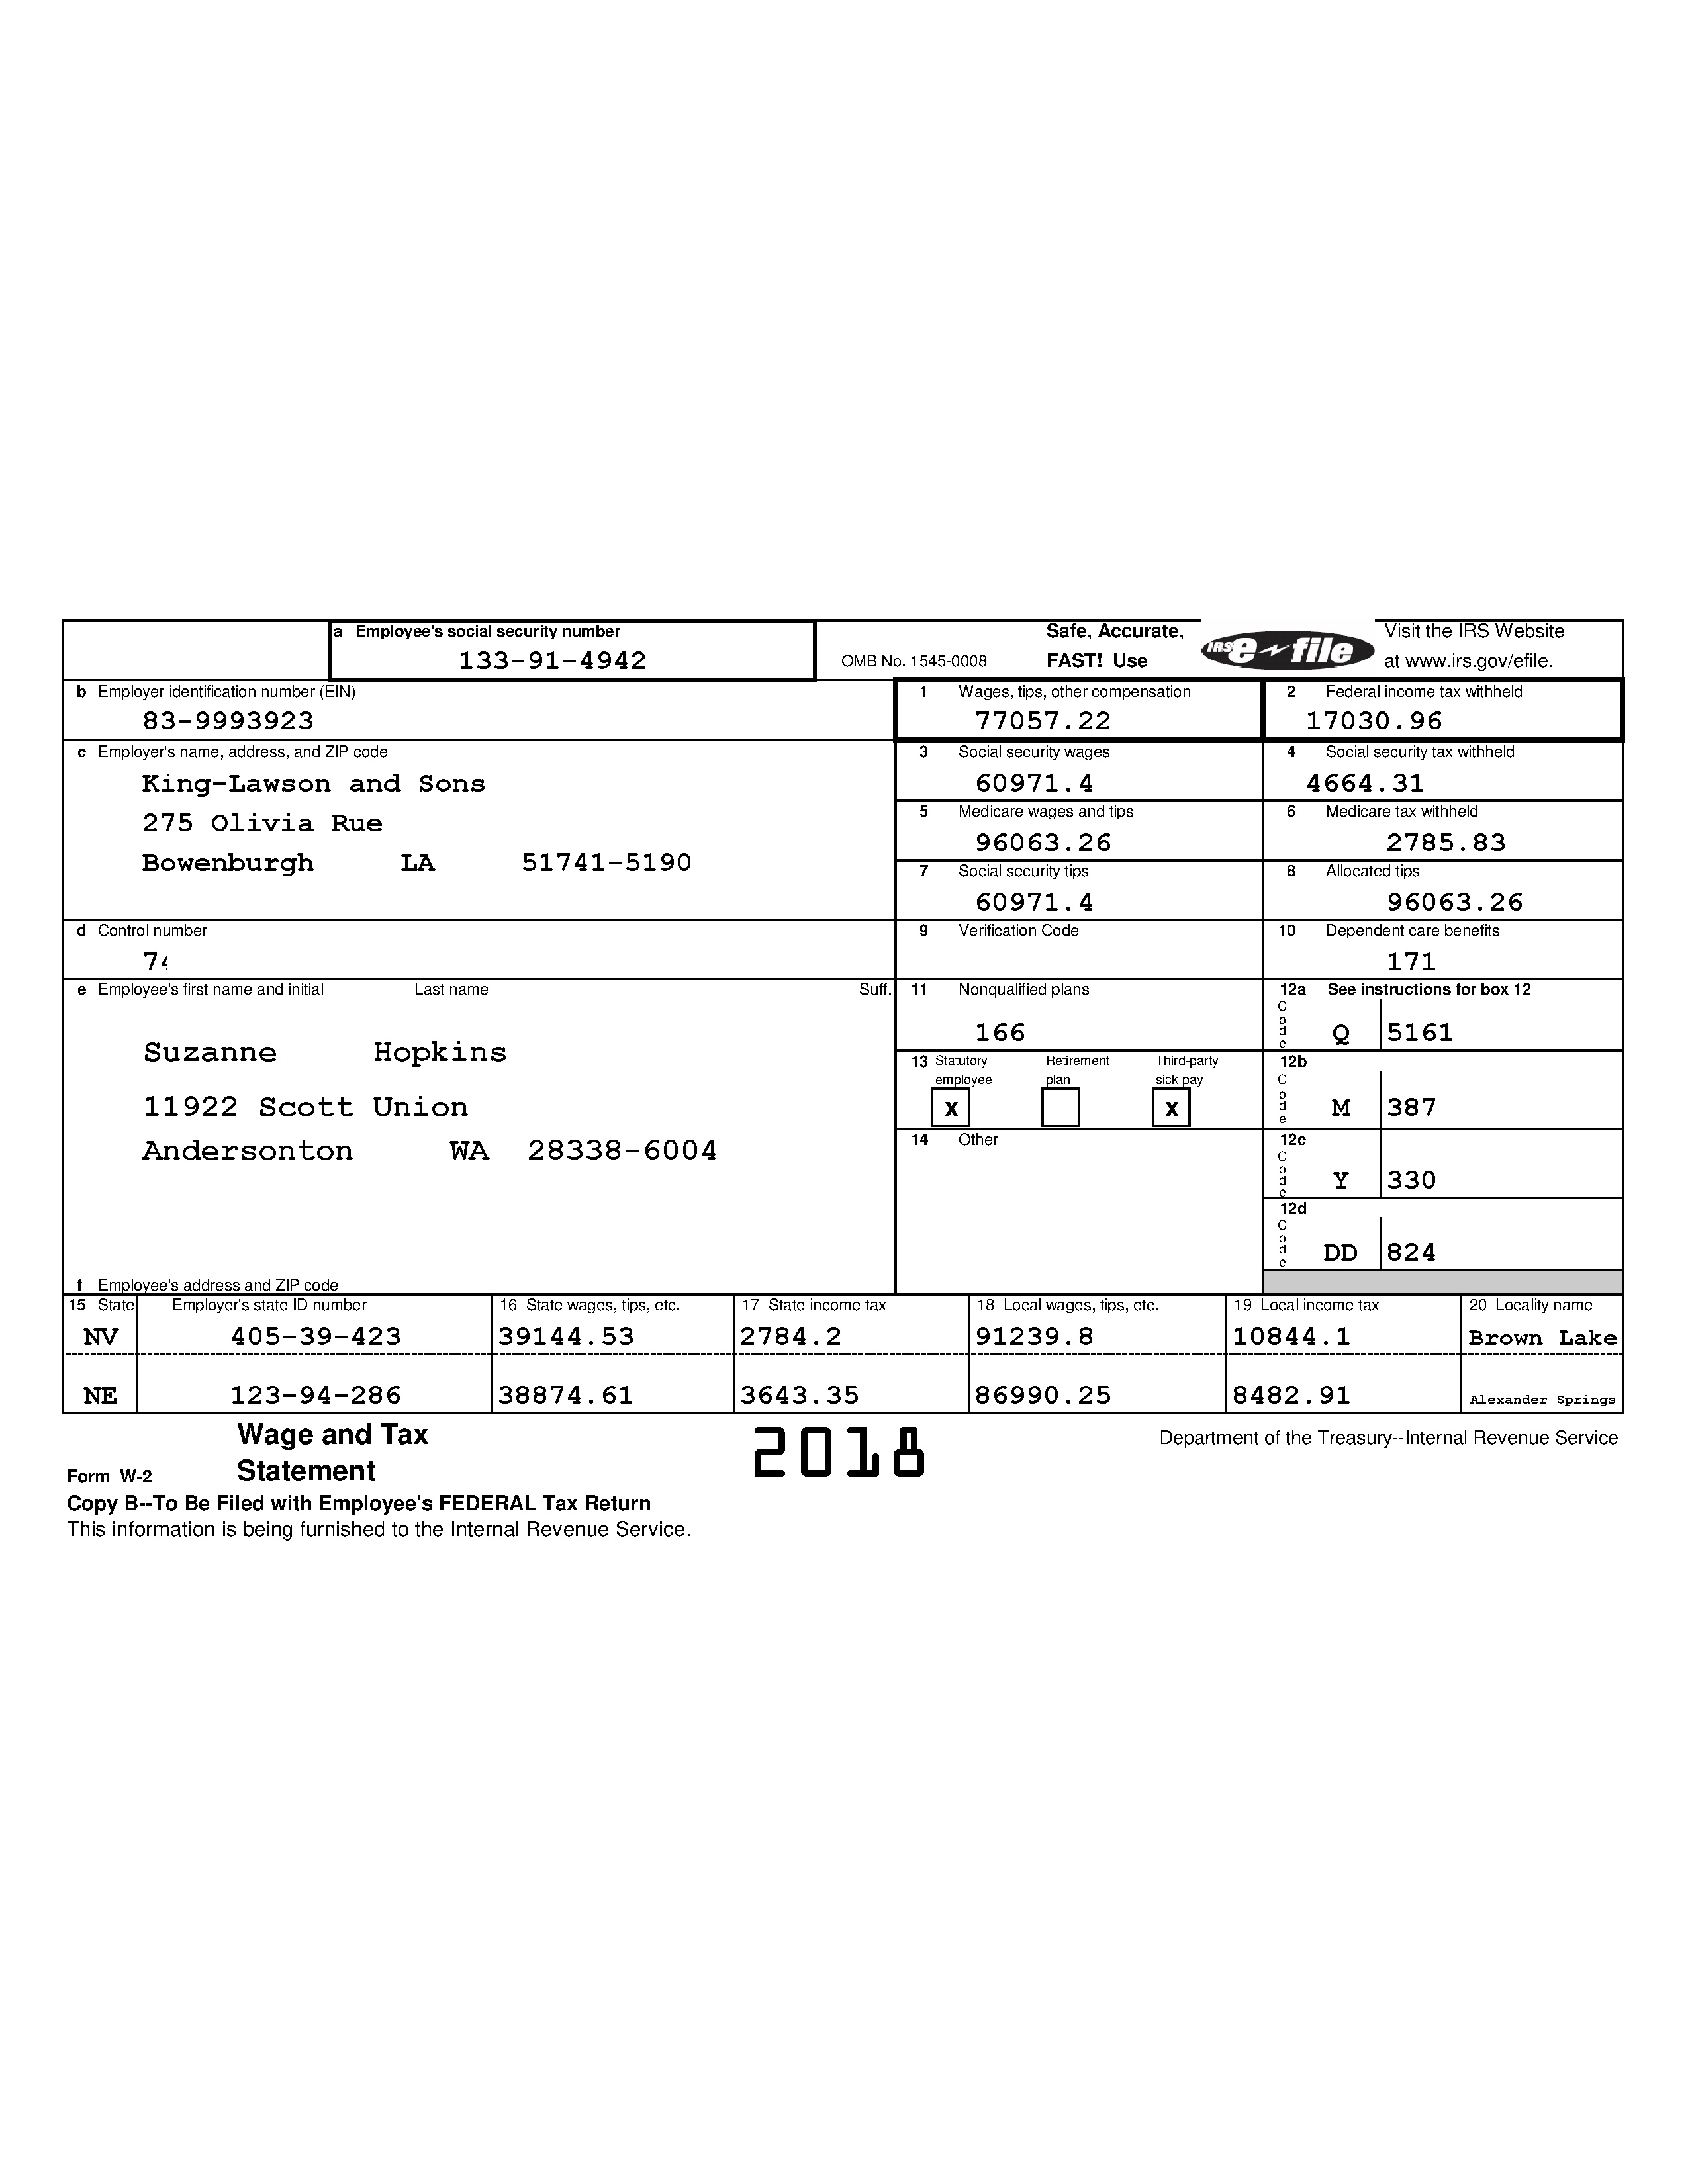 a Employee's social security number
133-91-4942
OMB No. 1545-0008
Safe, Accurate,
FAST! Use
IRS e file
Visit the IRS Website
at www.irs.gov/efile.
b Employer identification number (EIN)
83-9993923
1 Wages, tips, other compensation
77057.22
2 Federal income tax withheld
17030.96
c Employer's name, address, and ZIP code
King-Lawson and Sons
275 Olivia Rue
Bowenburgh LA 51741-5190
3 Social security wages
60971.4
4 Social security tax withheld
4664.31
5 Medicare wages and tips
96063.26
6 Medicare tax withheld
2785.83
7 Social security tips
60971.4
8 Allocated tips
96063.26
d Control number
9 Verification Code
10 Dependent care benefits
171
e Employee's first name and initial Last name Suff.
Suzanne Hopkins
11922 Scott Union
Andersonton WA 28338-6004
f Employee's address and ZIP code
11 Nonqualified plans
166
12a See instructions for box 12
Code Q 5161
13 Statutory employee Retirement plan Third-party sick pay
x x
12b
Code M 387
14 Other
12c
Code Y 330
12d
Code DD 824
15 State Employer's state ID number 16 State wages, tips, etc. 17 State income tax 18 Local wages, tips, etc. 19 Local income tax 20 Locality name
NV 405-39-423 39144.53 2784.2 91239.8 10844.1 Brown Lake
NE 123-94-286 38874.61 3643.35 86990.25 8482.91 Alexander Springs
Form W-2
Wage and Tax
Statement
2018
Department of the Treasury--Internal Revenue Service
Copy B--To Be Filed with Employee's FEDERAL Tax Return
This information is being furnished to the Internal Revenue Service.